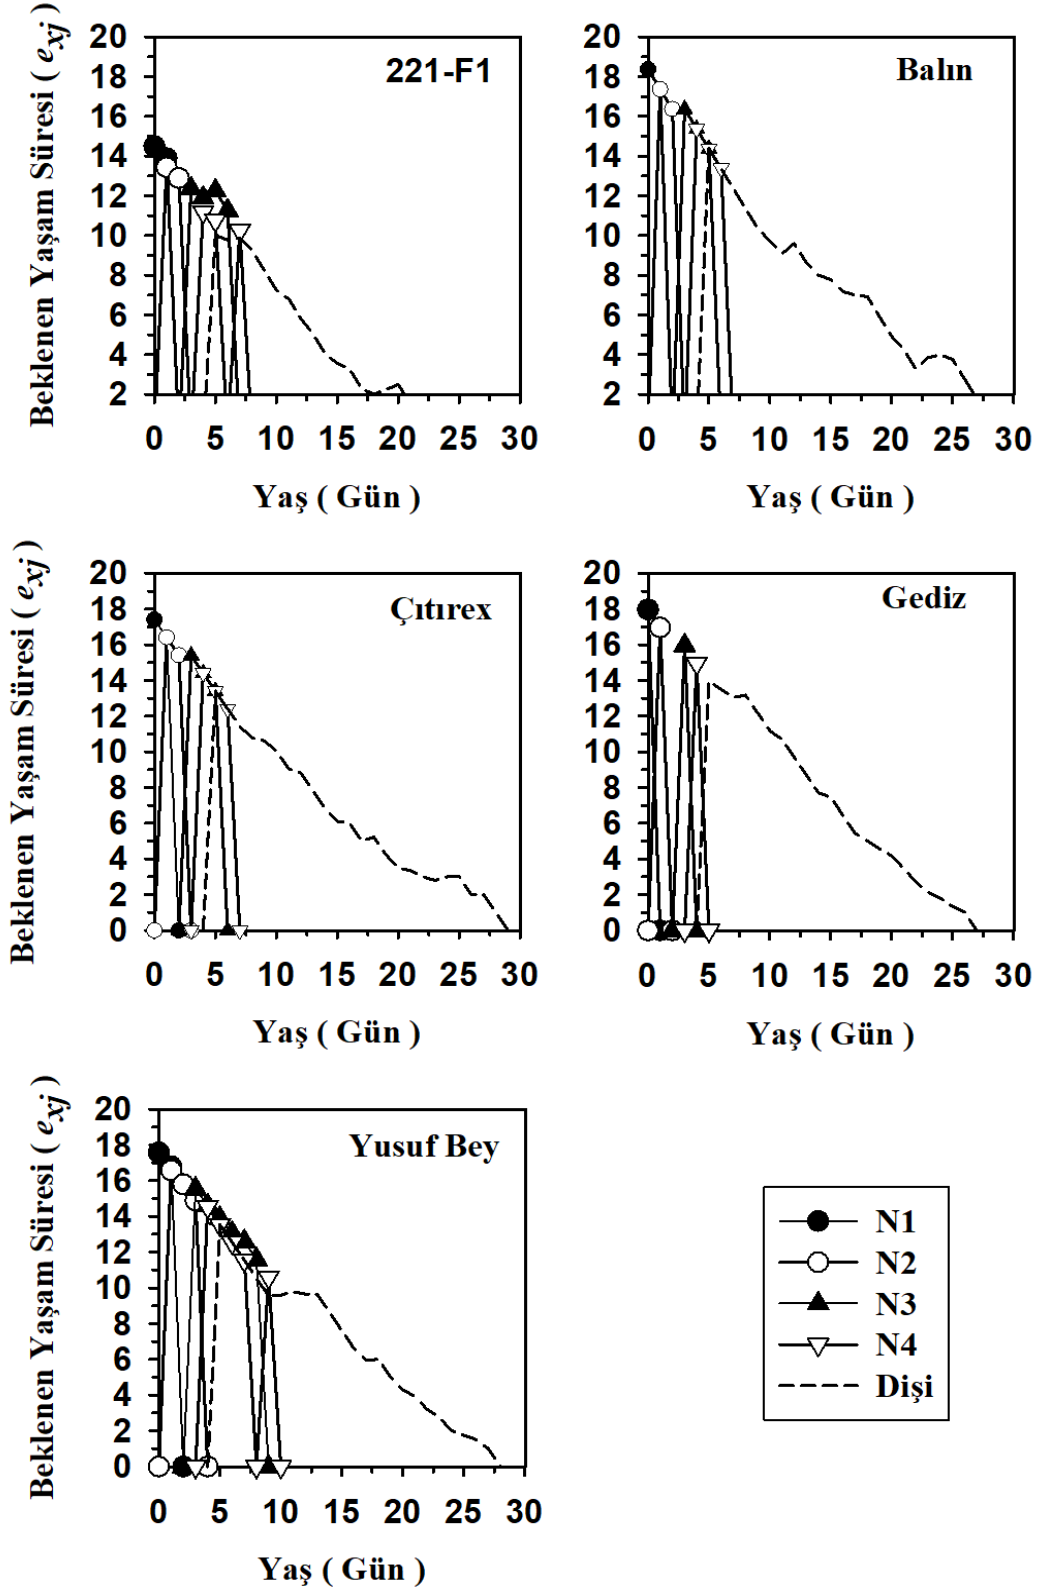 Beklenen Yaşam Süresi ( exj )
20
18
16
14
12
10
8
6
4
2
221-F1
0 5 10 15 20 25 30
Yaş ( Gün )
20
18
16
14
12
10
8
6
4
2
Balın
0 5 10 15 20 25 30
Yaş ( Gün )
Beklenen Yaşam Süresi ( exj )
20
18
16
14
12
10
8
6
4
2
0
Çıtırex
0 5 10 15 20 25 30
Yaş ( Gün )
20
18
16
14
12
10
8
6
4
2
0
Gediz
0 5 10 15 20 25 30
Yaş ( Gün )
Beklenen Yaşam Süresi ( exj )
20
18
16
14
12
10
8
6
4
2
0
Yusuf Bey
0 5 10 15 20 25 30
Yaş ( Gün )
N1
N2
N3
N4
Dişi